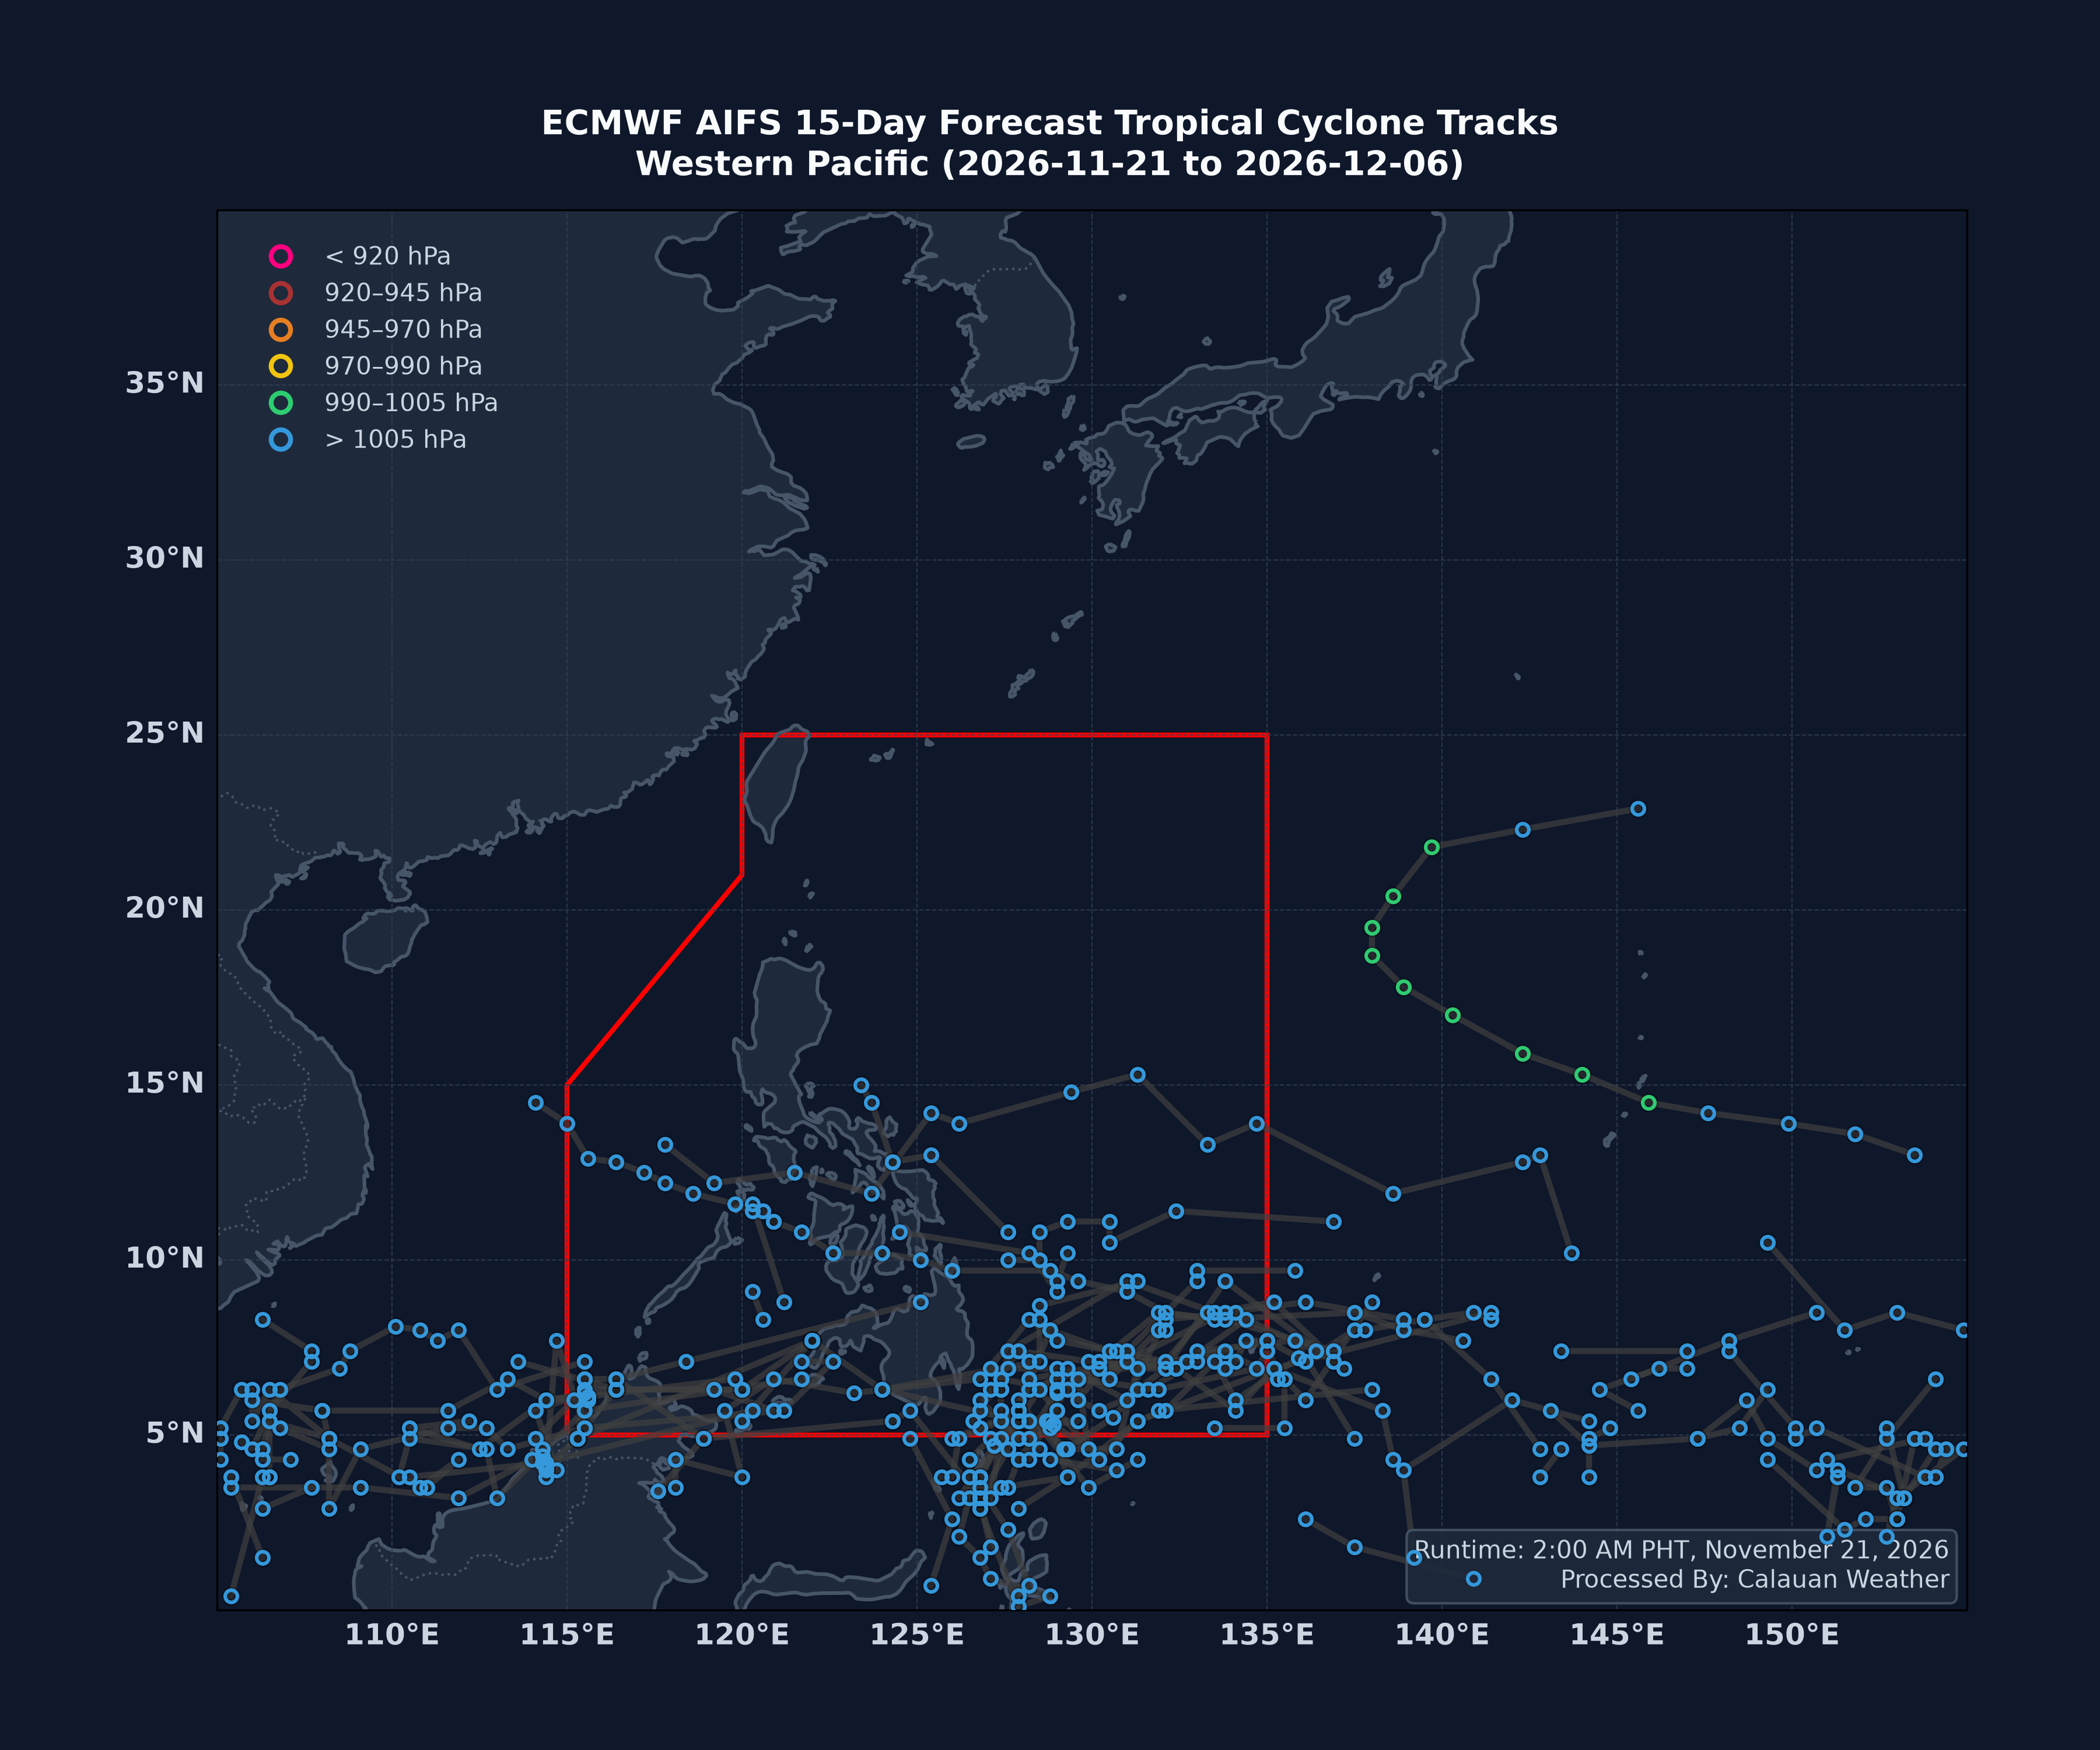 ECMWF AIFS 15-Day Forecast Tropical Cyclone Tracks
Western Pacific (2026-11-21 to 2026-12-06)
< 920 hPa
920–945 hPa
945–970 hPa
970–990 hPa
990–1005 hPa
> 1005 hPa
35°N
30°N
25°N
20°N
15°N
10°N
5°N
Runtime: 2:00 AM PHT, November 21, 2026
Processed By: Calauan Weather
110°E 115°E 120°E 125°E 130°E 135°E 140°E 145°E 150°E